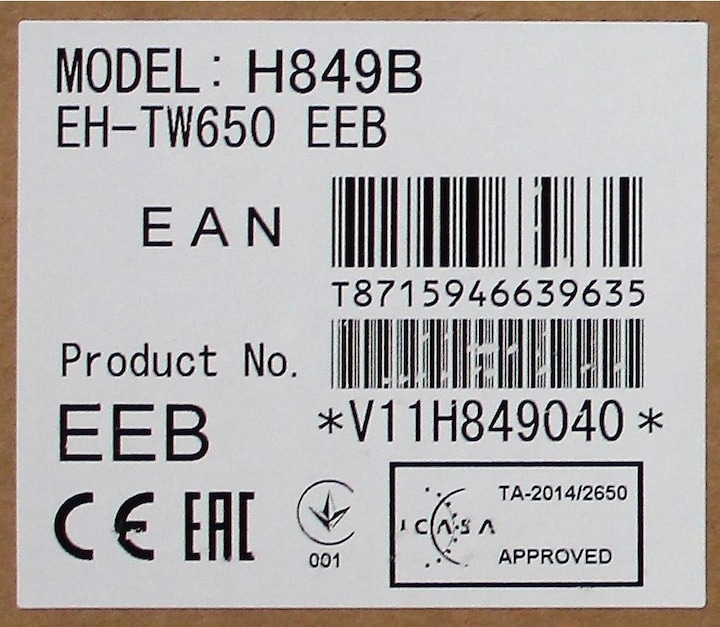 MODEL: H849B
EH-TW650 EEB
EAN
T8715946639635
Product No.
EEB
*V11H849040*
CE EAC
001
TA-2014/2650
ICASA
APPROVED